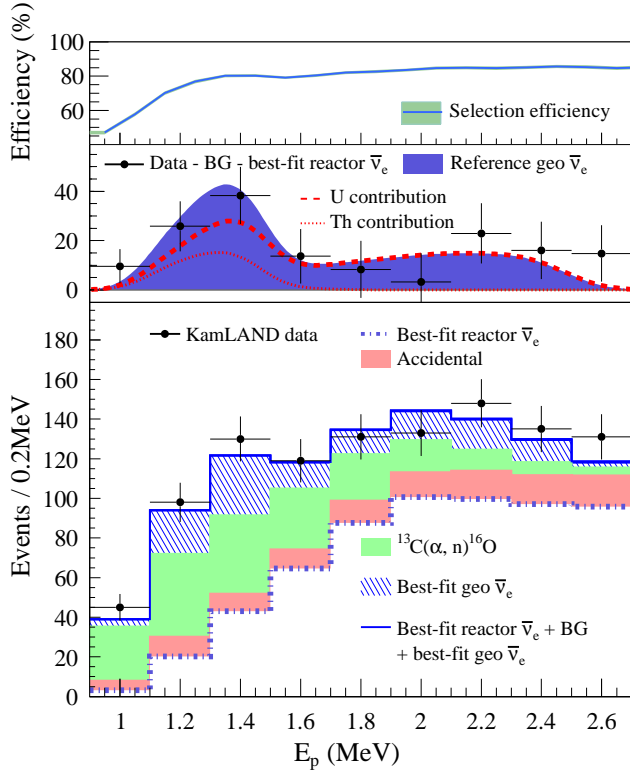 Efficiency (%)
100
80
60
Selection efficiency
Data - BG - best-fit reactor ν̅ₑ
Reference geo ν̅ₑ
U contribution
Th contribution
40
20
0
KamLAND data
Best-fit reactor ν̅ₑ
Accidental
¹³C(α, n)¹⁶O
Best-fit geo ν̅ₑ
Best-fit reactor ν̅ₑ + BG
+ best-fit geo ν̅ₑ
Events / 0.2MeV
180
160
140
120
100
80
60
40
20
0
1 1.2 1.4 1.6 1.8 2 2.2 2.4 2.6
Eₚ (MeV)